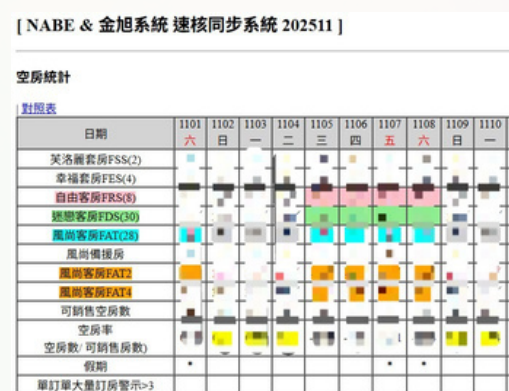 [ NABE & 金旭系統 速核同步系統 202511 ]
空房統計
| 對照表
日期 1101 1102 1103 1104 1105 1106 1107 1108 1109 1110
六 日 一 二 三 四 五 六 日 一
芙洛麗套房FSS(2)
幸福套房FES(4)
自由客房FRS(8)
迷戀客房FDS(30)
風尚客房FAT(28)
風尚備援房
風尚客房FAT2
風尚客房FAT4
可銷售空房數
空房率
空房數/ 可銷售房數)
假期 * * *
單訂單大量訂房警示>3